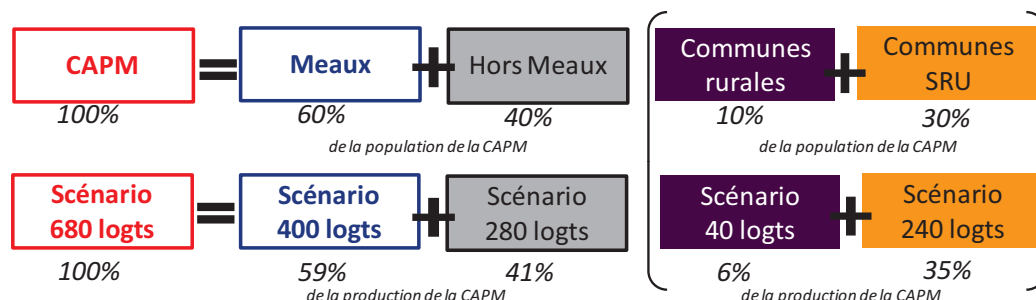 CAPM = Meaux + Hors Meaux
100% 60% 40%
de la population de la CAPM
Communes rurales + Communes SRU
10% 30%
de la population de la CAPM
Scénario 680 logts = Scénario 400 logts + Scénario 280 logts
100% 59% 41%
de la production de la CAPM
Scénario 40 logts + Scénario 240 logts
6% 35%
de la production de la CAPM